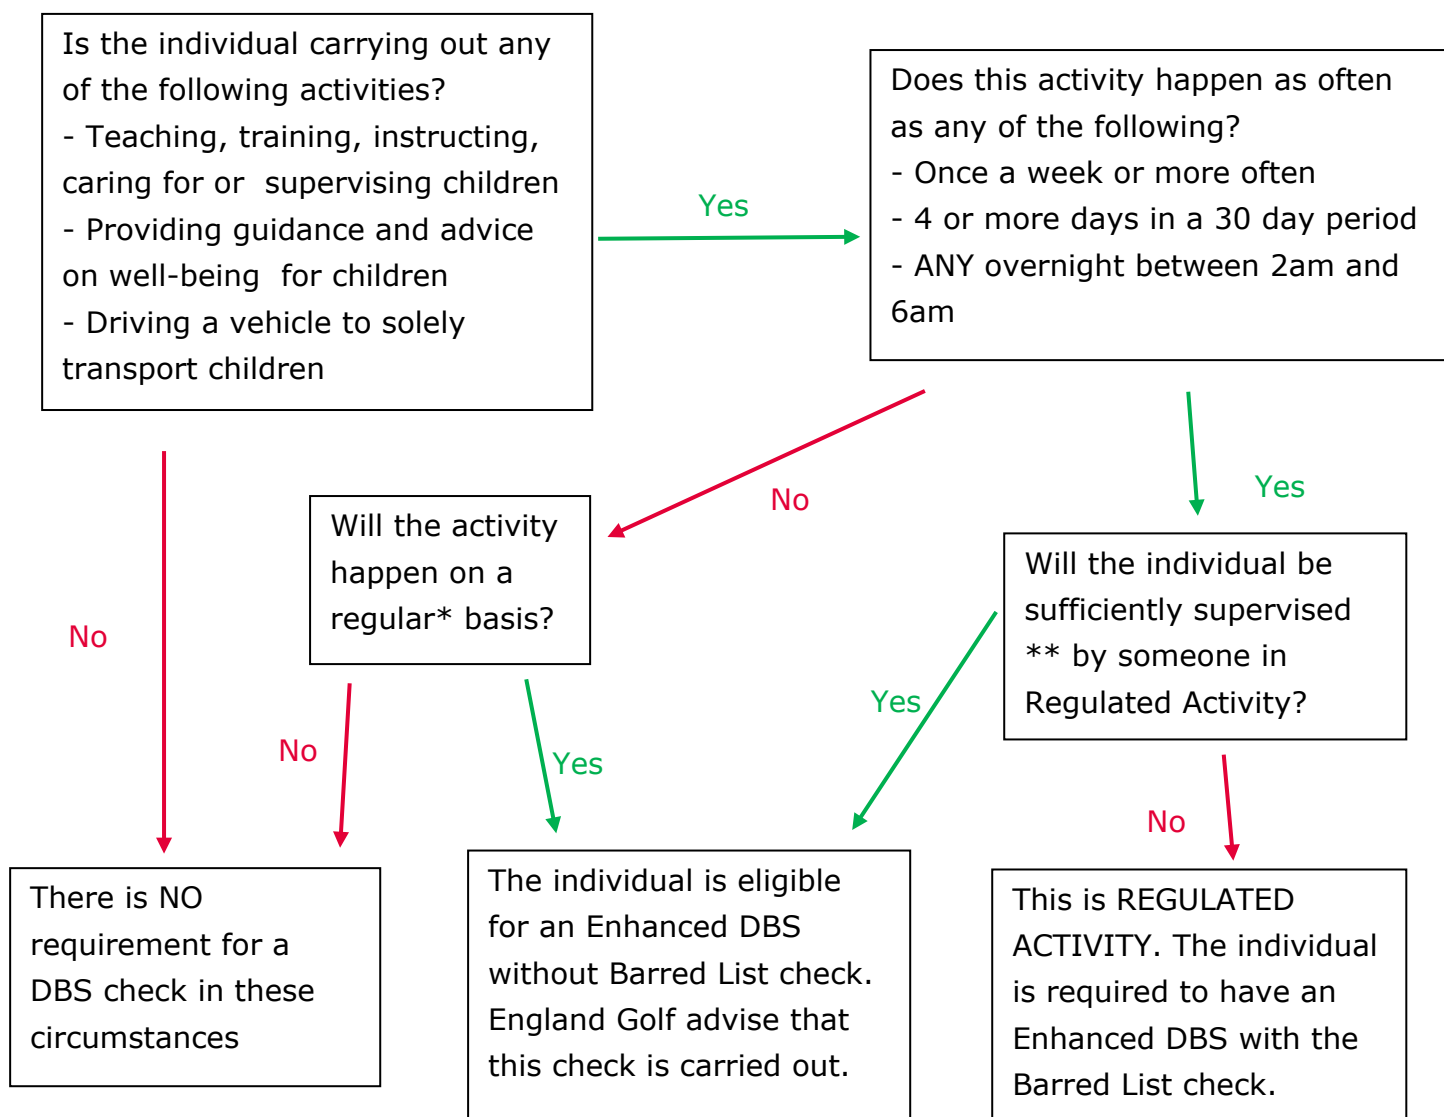 Is the individual carrying out any
of the following activities?
- Teaching, training, instructing,
caring for or  supervising children
- Providing guidance and advice
on well-being  for children
- Driving a vehicle to solely
transport children
Yes
Does this activity happen as often
as any of the following?
- Once a week or more often
- 4 or more days in a 30 day period
- ANY overnight between 2am and
6am
No
Yes
Will the activity
happen on a
regular* basis?
Will the individual be
sufficiently supervised
** by someone in
Regulated Activity?
No
No
Yes
Yes
No
There is NO
requirement for a
DBS check in these
circumstances
The individual is eligible
for an Enhanced DBS
without Barred List check.
England Golf advise that
this check is carried out.
This is REGULATED
ACTIVITY. The individual
is required to have an
Enhanced DBS with the
Barred List check.